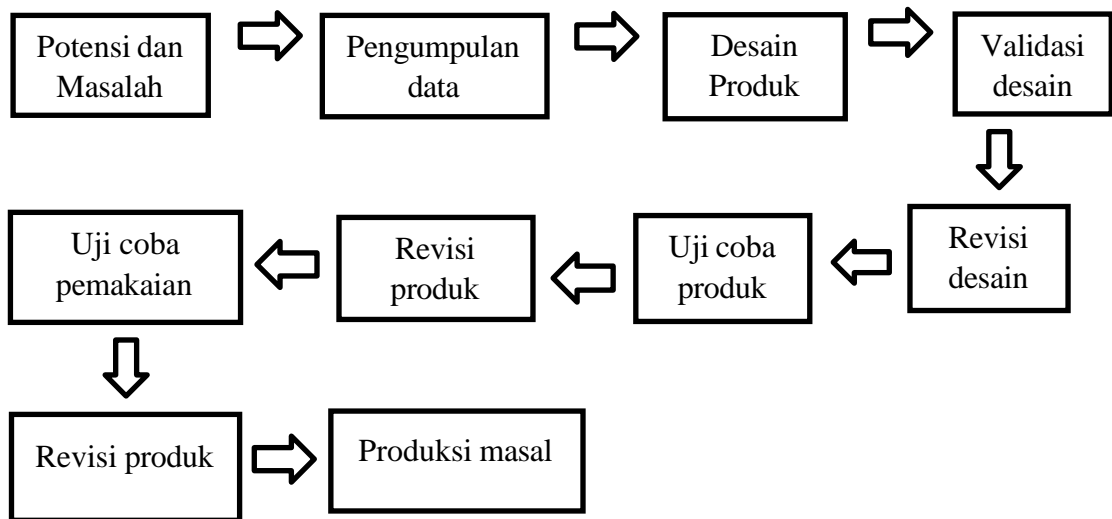 Potensi dan
Masalah
Pengumpulan
data
Desain
Produk
Validasi
desain
Revisi
desain
Uji coba
produk
Revisi
produk
Uji coba
pemakaian
Revisi produk
Produksi masal